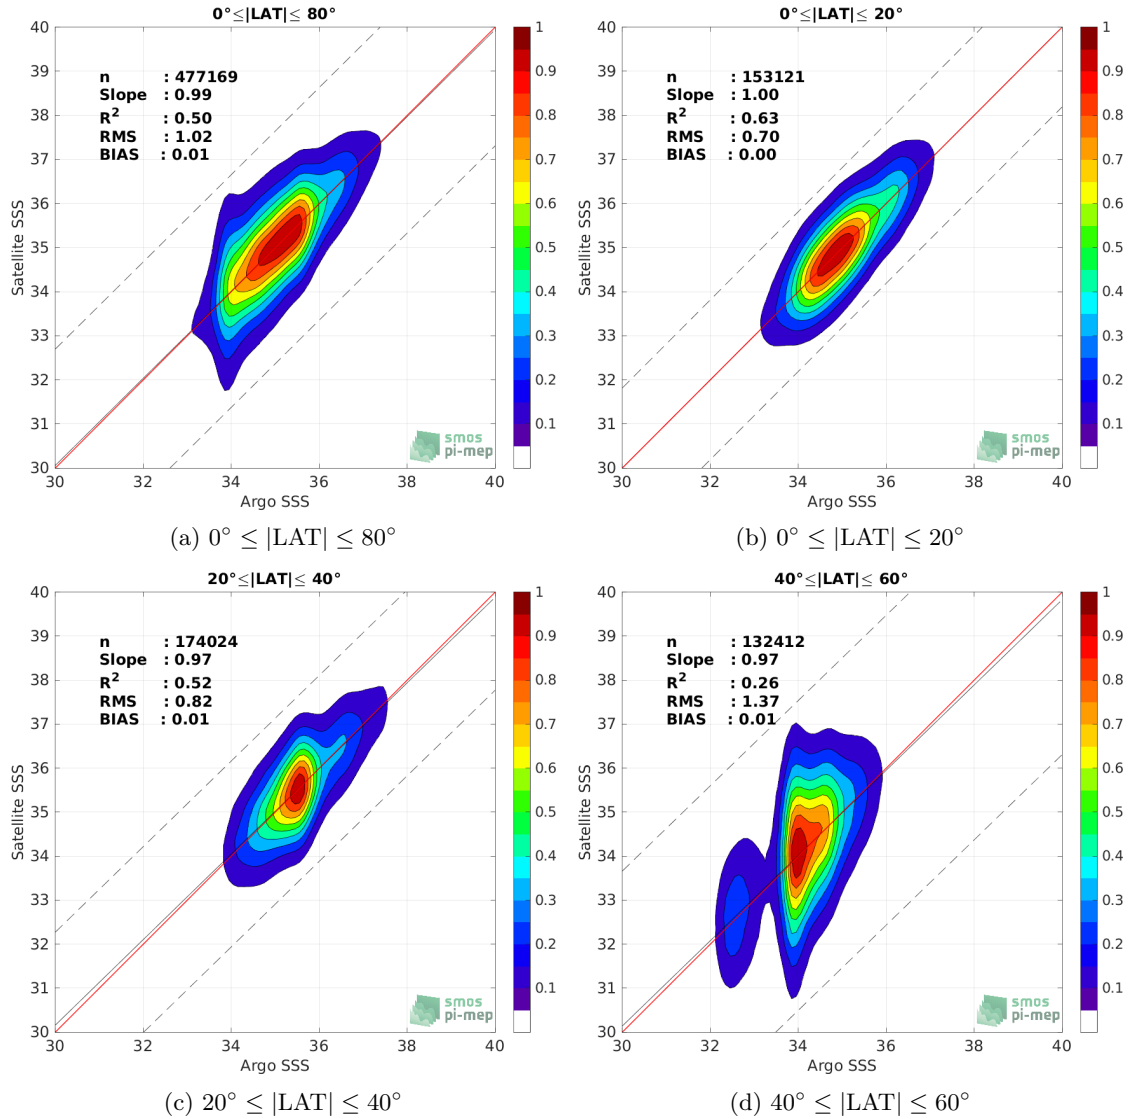 0°≤|LAT|≤ 80°
n : 477169
Slope : 0.99
R² : 0.50
RMS : 1.02
BIAS : 0.01
40
39
38
37
36
35
34
33
32
31
30
Satellite SSS
30 32 34 36 38 40
Argo SSS
1
0.9
0.8
0.7
0.6
0.5
0.4
0.3
0.2
0.1
smos
pi-mep
(a) 0° ≤ |LAT| ≤ 80°
0°≤|LAT|≤ 20°
n : 153121
Slope : 1.00
R² : 0.63
RMS : 0.70
BIAS : 0.00
40
39
38
37
36
35
34
33
32
31
30
Satellite SSS
30 32 34 36 38 40
Argo SSS
1
0.9
0.8
0.7
0.6
0.5
0.4
0.3
0.2
0.1
smos
pi-mep
(b) 0° ≤ |LAT| ≤ 20°
20°≤|LAT|≤ 40°
n : 174024
Slope : 0.97
R² : 0.52
RMS : 0.82
BIAS : 0.01
40
39
38
37
36
35
34
33
32
31
30
Satellite SSS
30 32 34 36 38 40
Argo SSS
1
0.9
0.8
0.7
0.6
0.5
0.4
0.3
0.2
0.1
smos
pi-mep
(c) 20° ≤ |LAT| ≤ 40°
40°≤|LAT|≤ 60°
n : 132412
Slope : 0.97
R² : 0.26
RMS : 1.37
BIAS : 0.01
40
39
38
37
36
35
34
33
32
31
30
Satellite SSS
30 32 34 36 38 40
Argo SSS
1
0.9
0.8
0.7
0.6
0.5
0.4
0.3
0.2
0.1
smos
pi-mep
(d) 40° ≤ |LAT| ≤ 60°